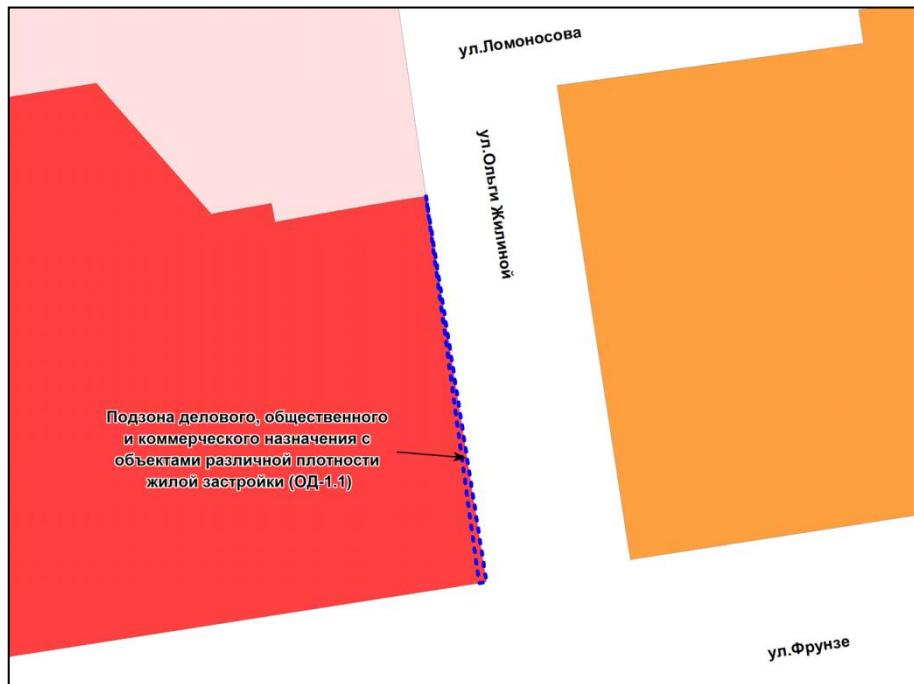 ул.Ломоносова
ул.Ольги Жилиной
Подзона делового, общественного
и коммерческого назначения с
объектами различной плотности
жилой застройки (ОД-1.1)
ул.Фрунзе